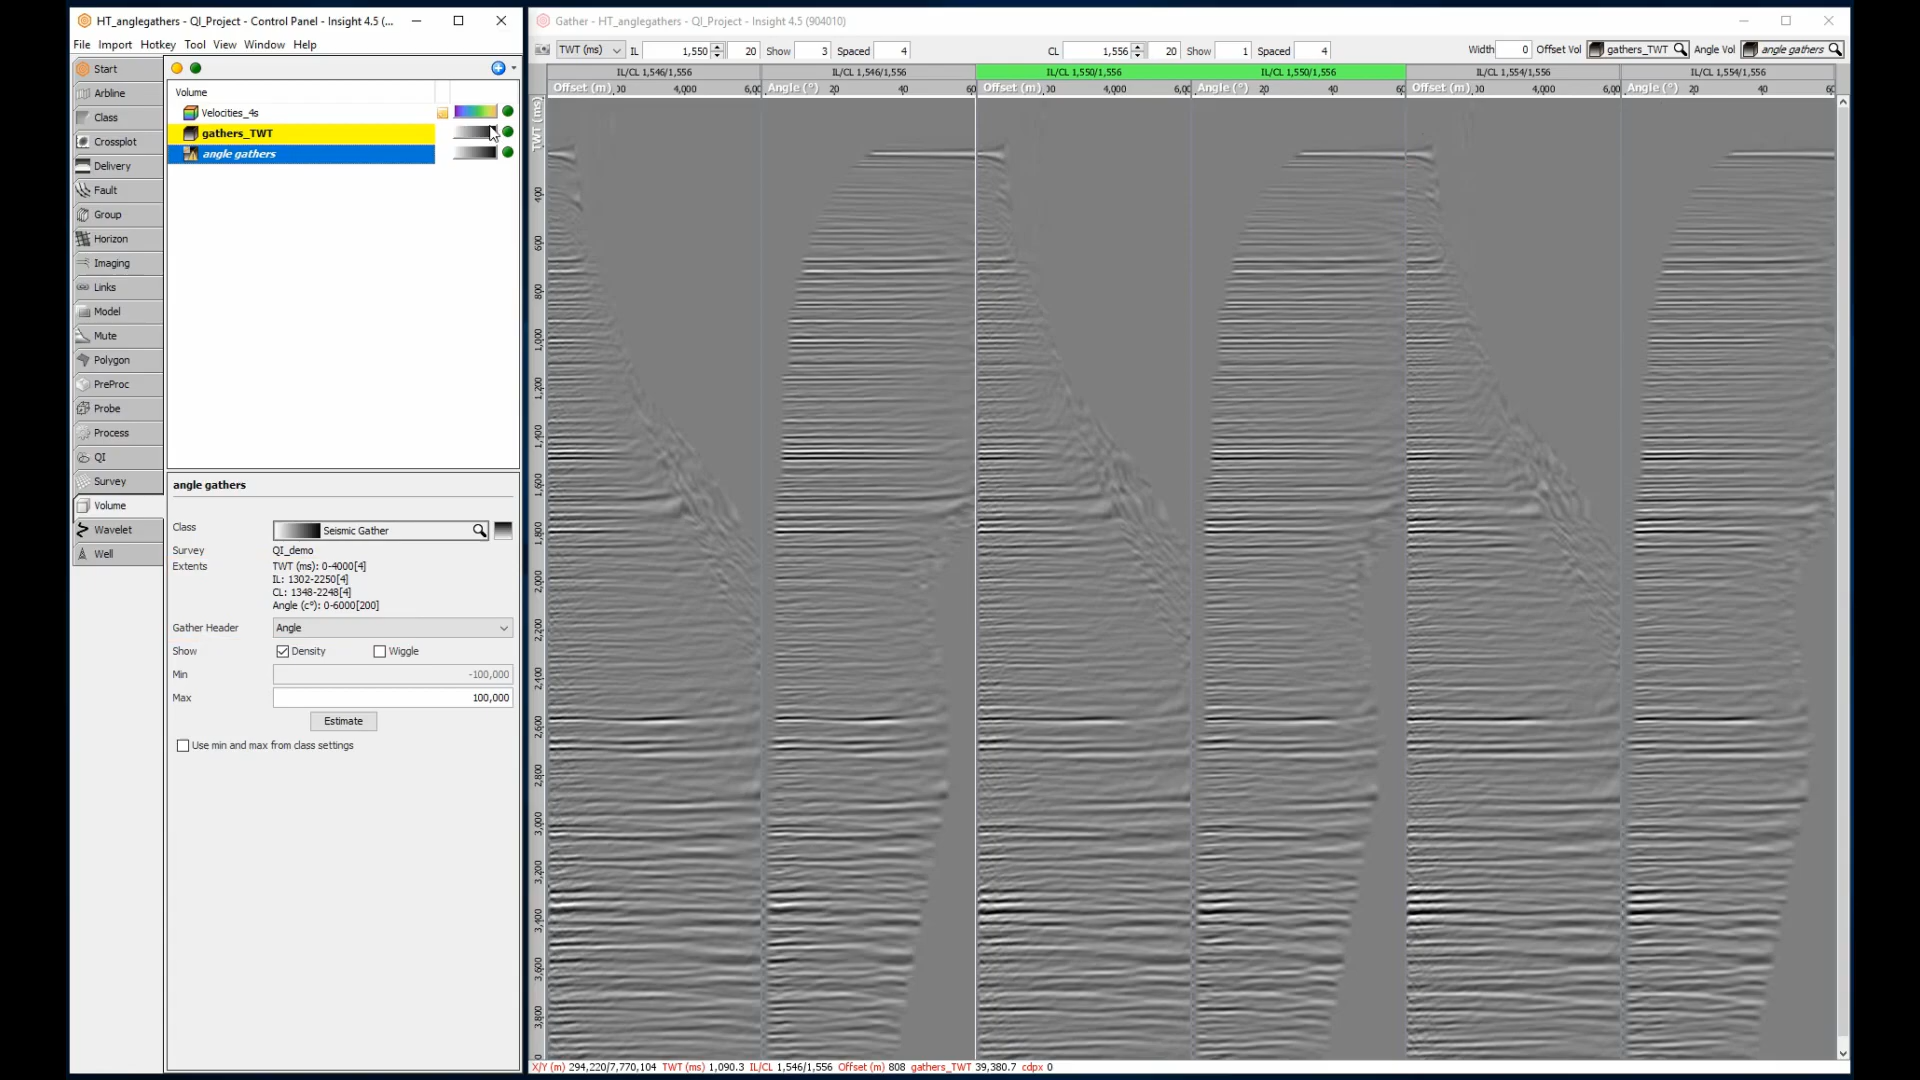 HT_anglegathers - QI_Project - Control Panel - Insight 4.5 (...
File Import Hotkey Tool View Window Help
Start
Arbline
Class
Crossplot
Delivery
Fault
Group
Horizon
Imaging
Links
Model
Mute
Polygon
PreProc
Probe
Process
QI
Survey
Volume
Wavelet
Well
Volume
Velocities_4s
gathers_TWT
angle gathers
angle gathers
Class Seismic Gather
Survey QI_demo
Extents TWT (ms): 0-4000[4]
IL: 1302-2250[4]
CL: 1348-2248[4]
Angle (c°): 0-6000[200]
Gather Header Angle
Show Density Wiggle
Min -100,000
Max 100,000
Estimate
Use min and max from class settings
Gather - HT_anglegathers - QI_Project - Insight 4.5 (904010)
TWT (ms) IL 1,550 20 Show 3 Spaced 4 CL 1,556 20 Show 1 Spaced 4 Width 0 Offset Vol gathers_TWT Angle Vol angle gathers
IL/CL 1,546/1,556 IL/CL 1,546/1,556 IL/CL 1,550/1,556 IL/CL 1,550/1,556 IL/CL 1,554/1,556 IL/CL 1,554/1,556
Offset (m) 4,000 Angle (°) 20 40 Offset (m) 4,000 Angle (°) 20 40 Offset (m) 4,000 Angle (°) 20 40
TWT (ms)
400
600
800
1,000
1,200
1,400
1,600
1,800
2,000
2,200
2,400
2,600
2,800
3,000
3,200
3,400
3,600
3,800
X/Y (m) 294,220/7,770,104 TWT (ms) 1,090.3 IL/CL 1,546/1,556 Offset (m) 808 gathers_TWT 39,380.7 cdpx 0